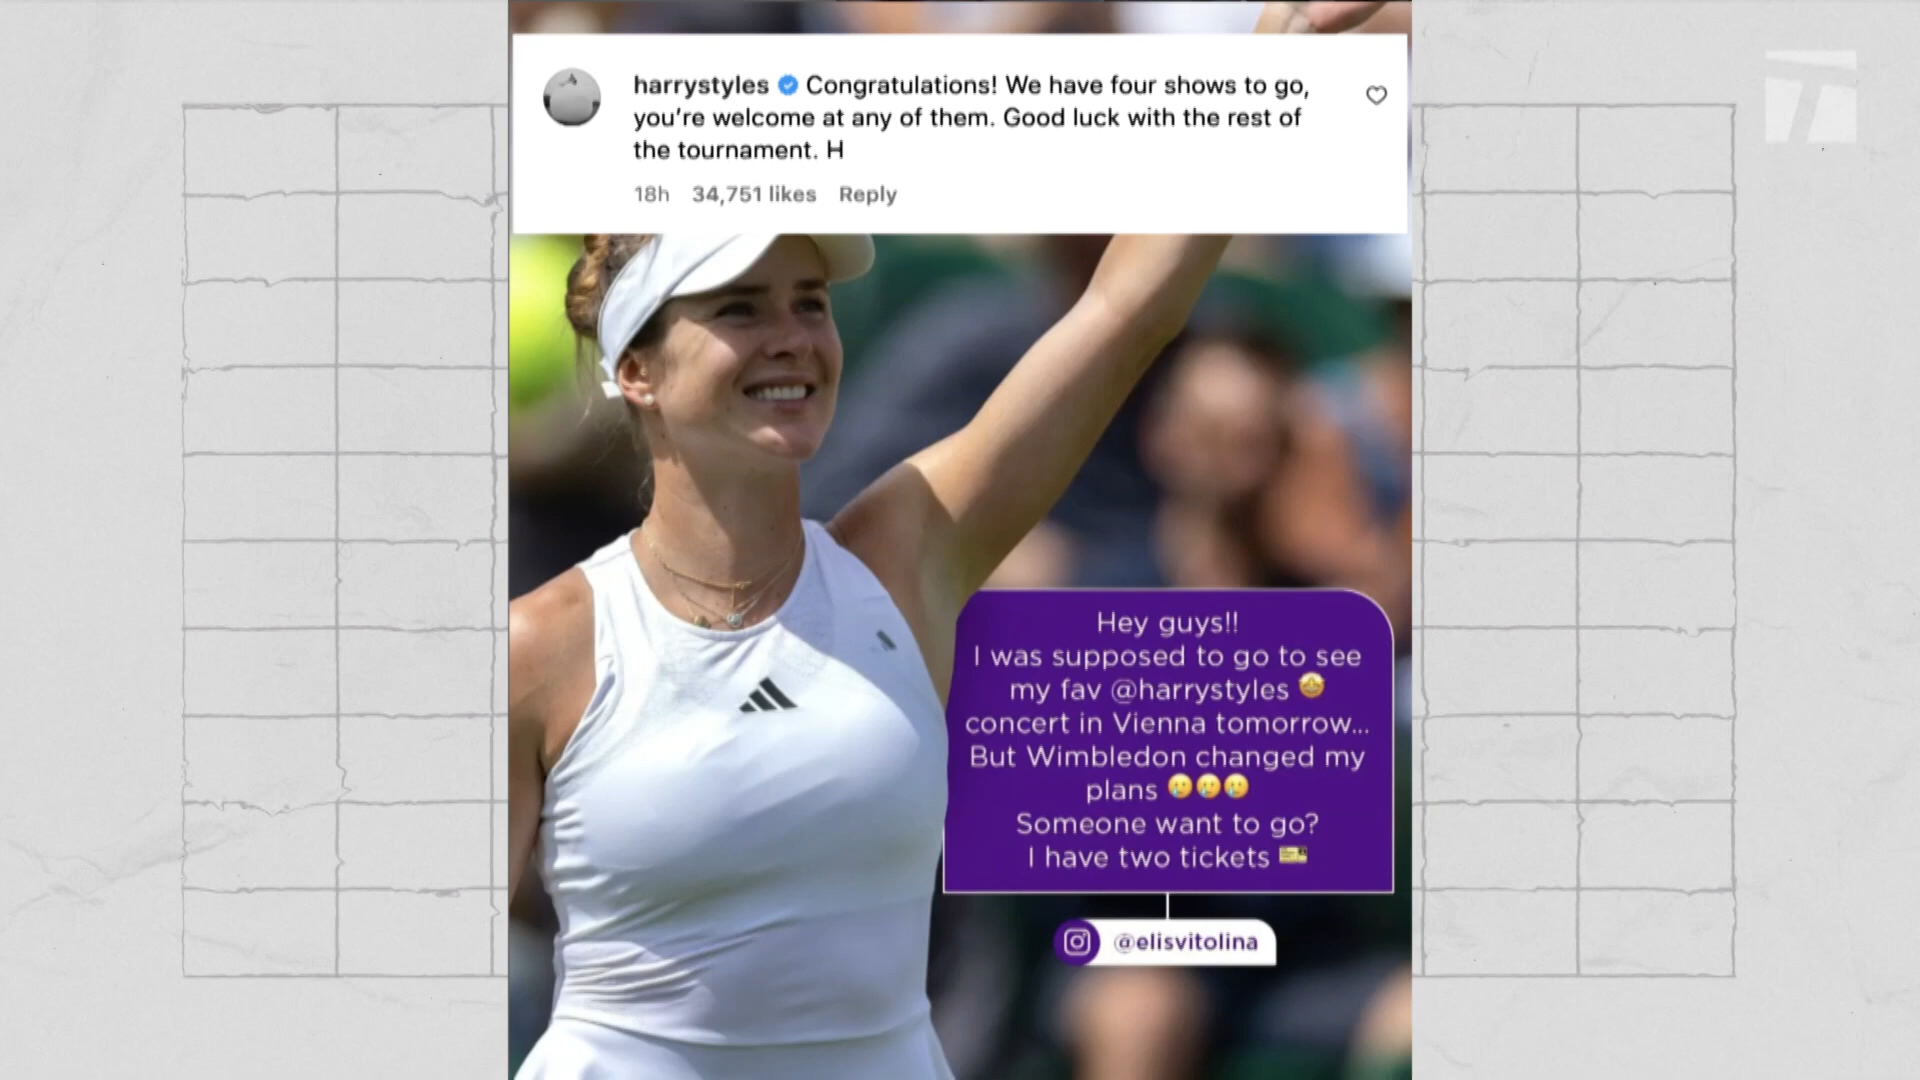 harrystyles Congratulations! We have four shows to go,
you're welcome at any of them. Good luck with the rest of
the tournament. H
18h 34,751 likes Reply
Hey guys!!
I was supposed to go to see
my fav @harrystyles 🤩
concert in Vienna tomorrow...
But Wimbledon changed my
plans 🥲🥲🥲
Someone want to go?
I have two tickets 🎫
@elisvitolina